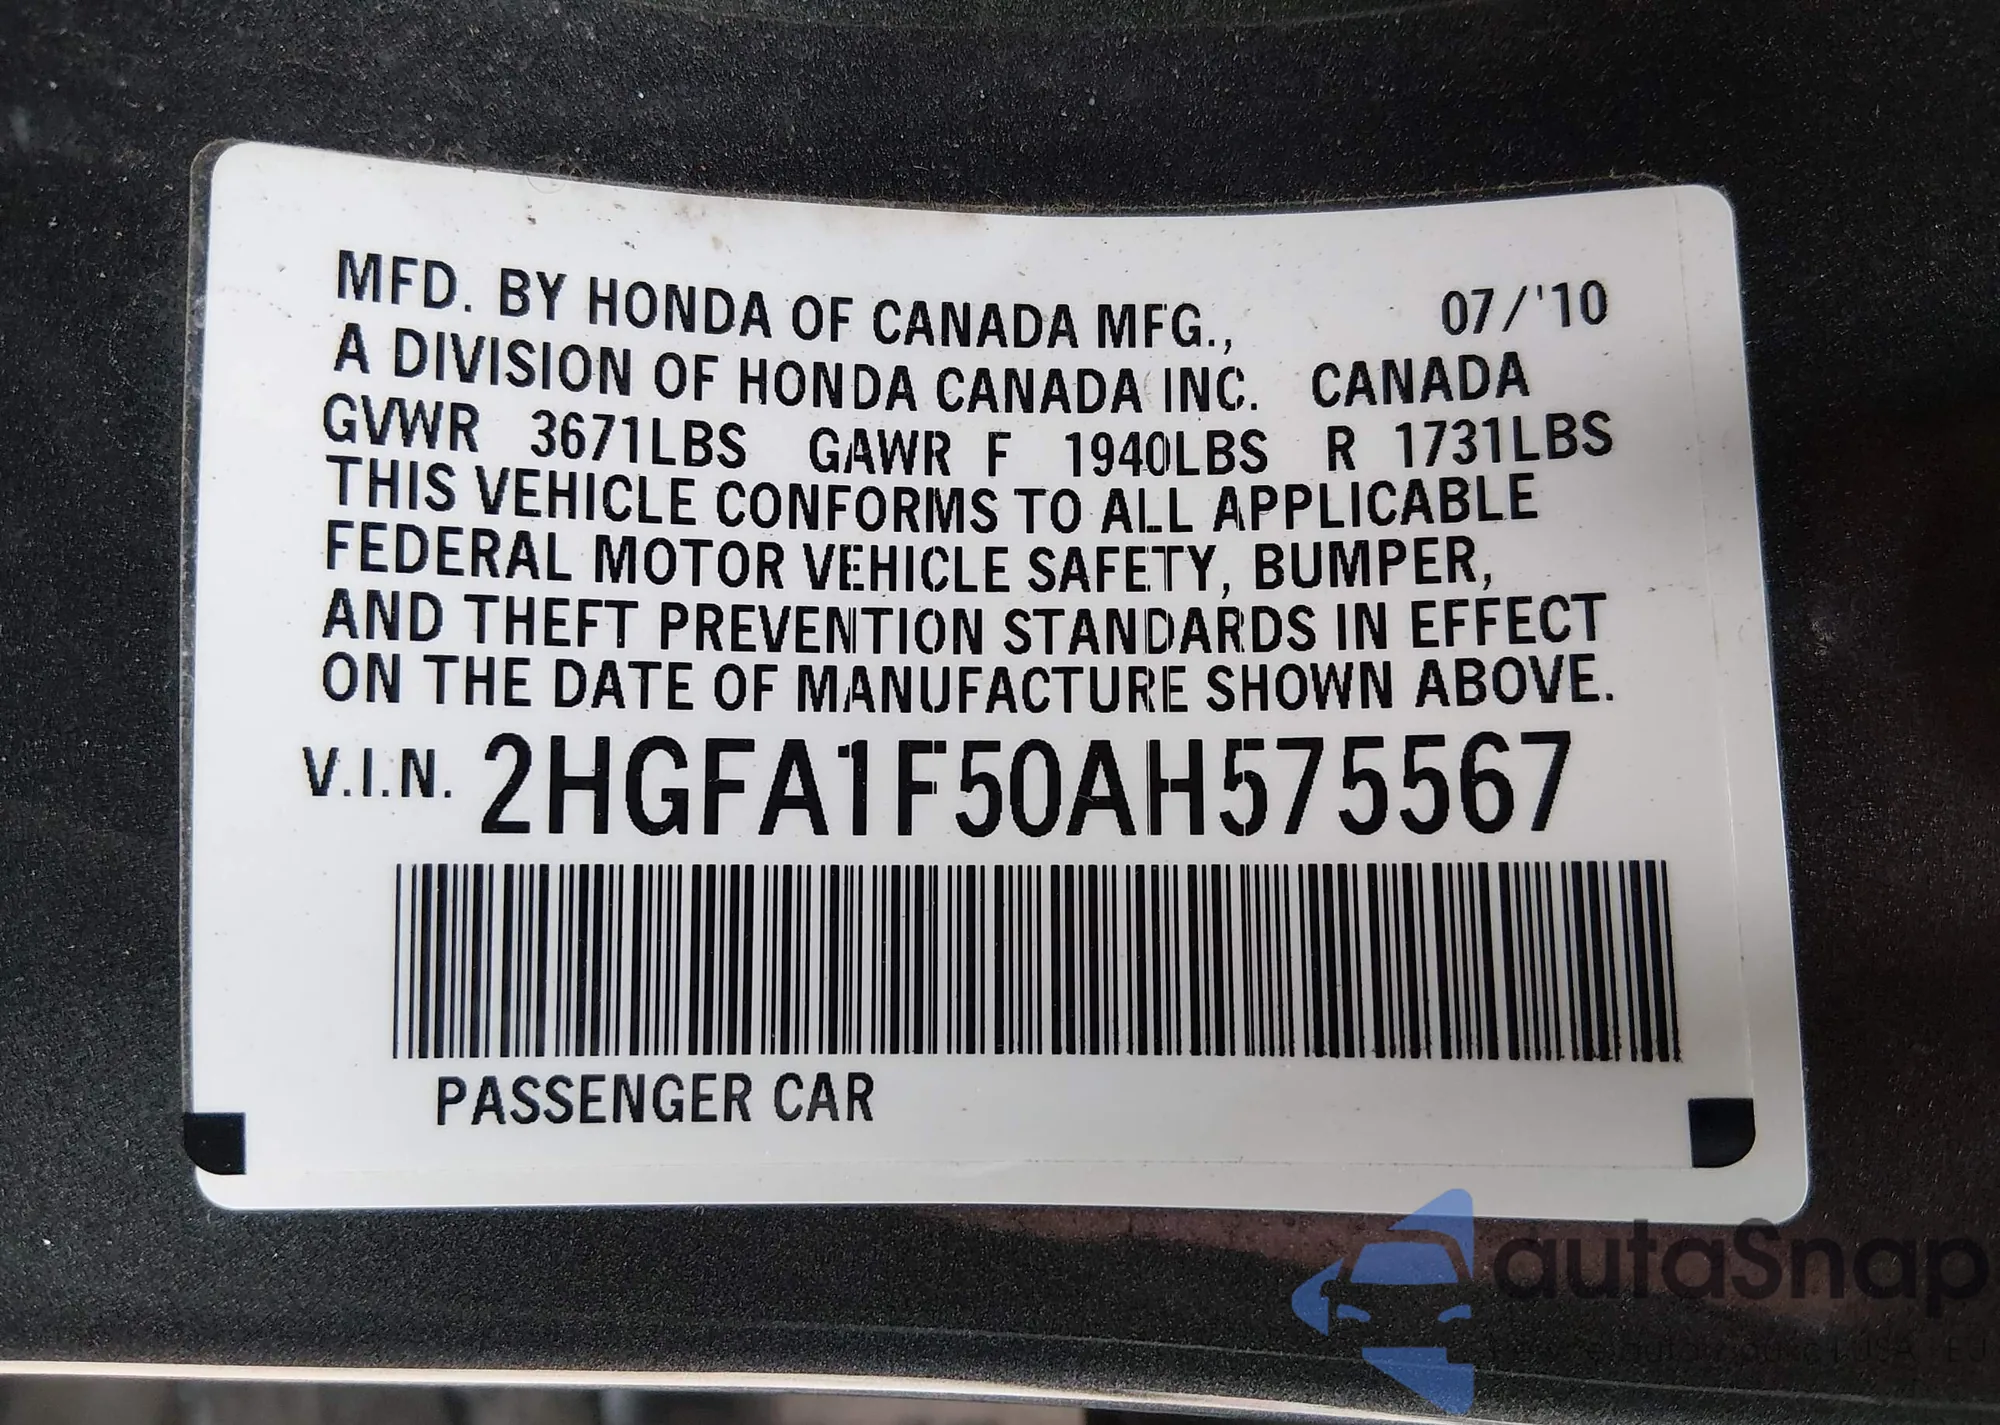 MFD. BY HONDA OF CANADA MFG., 07/'10
A DIVISION OF HONDA CANADA INC. CANADA
GVWR 3671LBS GAWR F 1940LBS R 1731LBS
THIS VEHICLE CONFORMS TO ALL APPLICABLE
FEDERAL MOTOR VEHICLE SAFETY, BUMPER,
AND THEFT PREVENTION STANDARDS IN EFFECT
ON THE DATE OF MANUFACTURE SHOWN ABOVE.
V.I.N. 2HGFA1F50AH575567
PASSENGER CAR
autaSnap